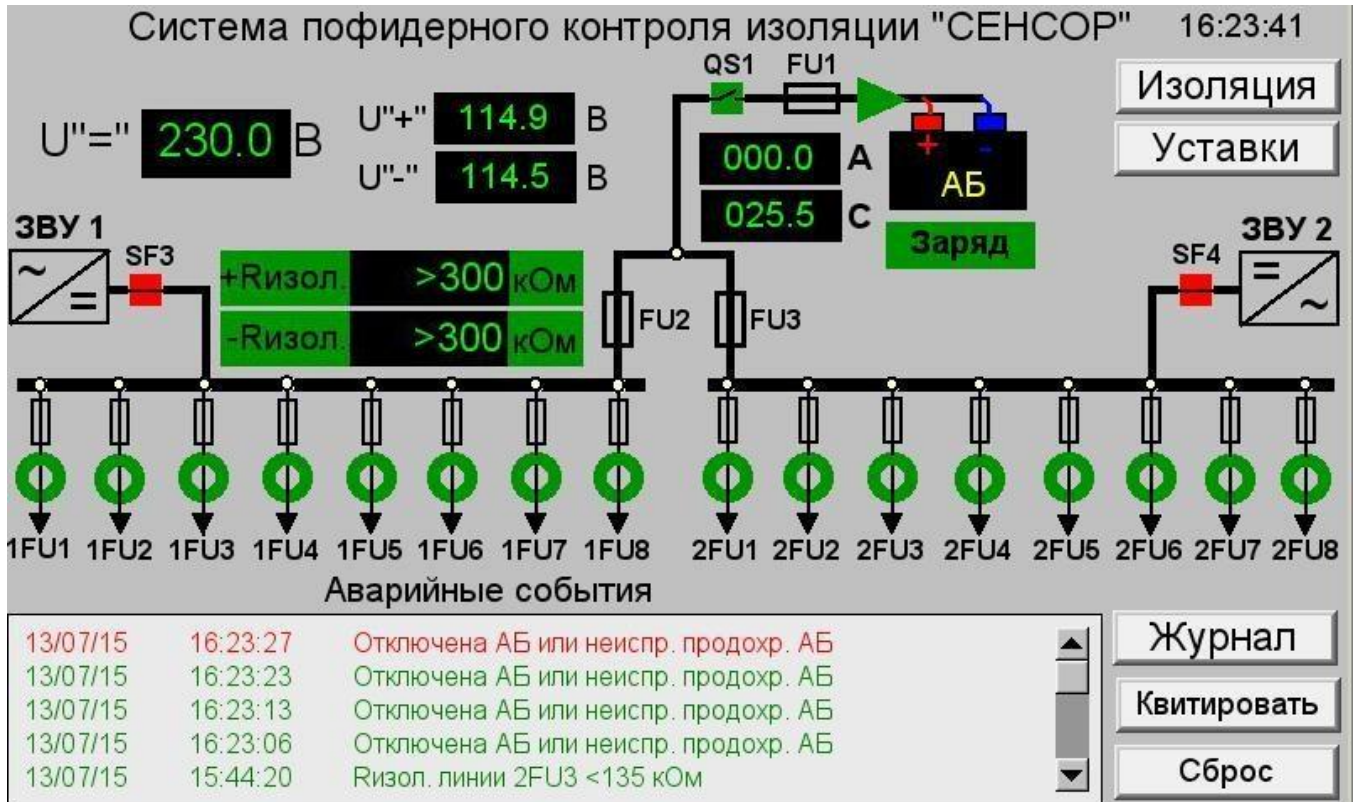 Система пофидерного контроля изоляции "СЕНСОР" 16:23:41
QS1 FU1
Изоляция
U"=" 230.0 В
U"+" 114.9 В
U"-" 114.5 В
000.0 А
025.5 С
+ -
АБ
Уставки
Заряд
ЗВУ 1
SF3
~ =
+Rизол. >300 кОм
-Rизол. >300 кОм
FU2 FU3
SF4
ЗВУ 2
= ~
1FU1 1FU2 1FU3 1FU4 1FU5 1FU6 1FU7 1FU8 2FU1 2FU2 2FU3 2FU4 2FU5 2FU6 2FU7 2FU8
Аварийные события
13/07/15 16:23:27 Отключена АБ или неиспр. продохр. АБ
13/07/15 16:23:23 Отключена АБ или неиспр. продохр. АБ
13/07/15 16:23:13 Отключена АБ или неиспр. продохр. АБ
13/07/15 16:23:06 Отключена АБ или неиспр. продохр. АБ
13/07/15 15:44:20 Rизол. линии 2FU3 <135 кОм
Журнал
Квитировать
Сброс